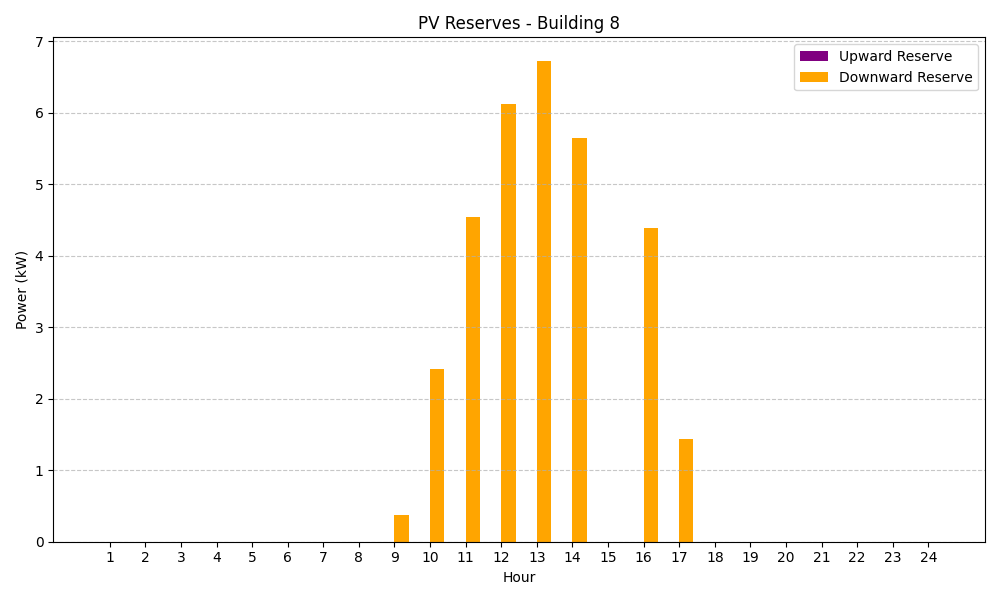 PV Reserves - Building 8
Upward Reserve
Downward Reserve
Power (kW)
7
6
5
4
3
2
1
0
1 2 3 4 5 6 7 8 9 10 11 12 13 14 15 16 17 18 19 20 21 22 23 24
Hour